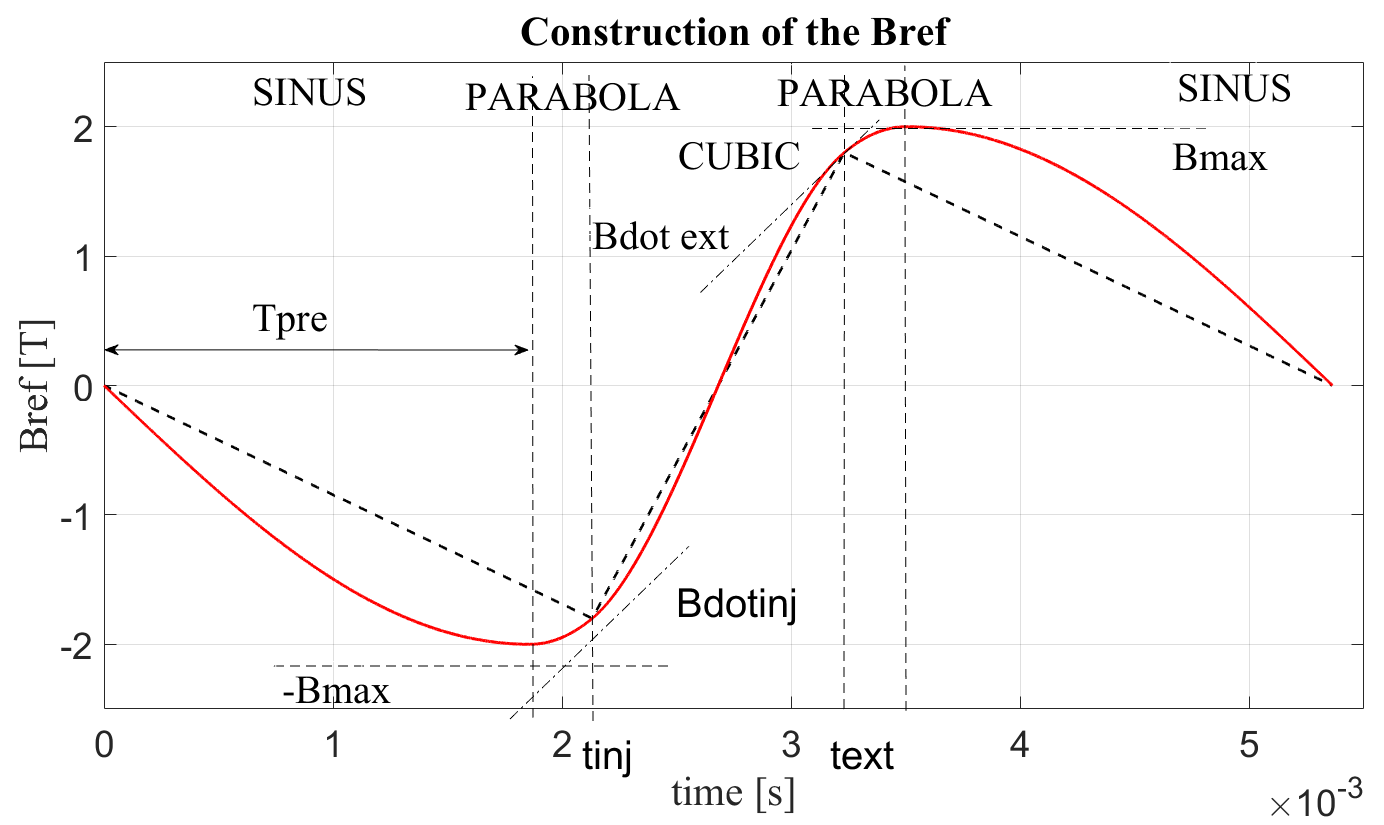 Construction of the Bref
SINUS
PARABOLA
PARABOLA
SINUS
2
CUBIC
Bmax
Bdot ext
1
Tpre
Bref [T]
0
-1
Bdotinj
-2
-Bmax
0 1 2 3 4 5
tinj
text
time [s]
×10-3